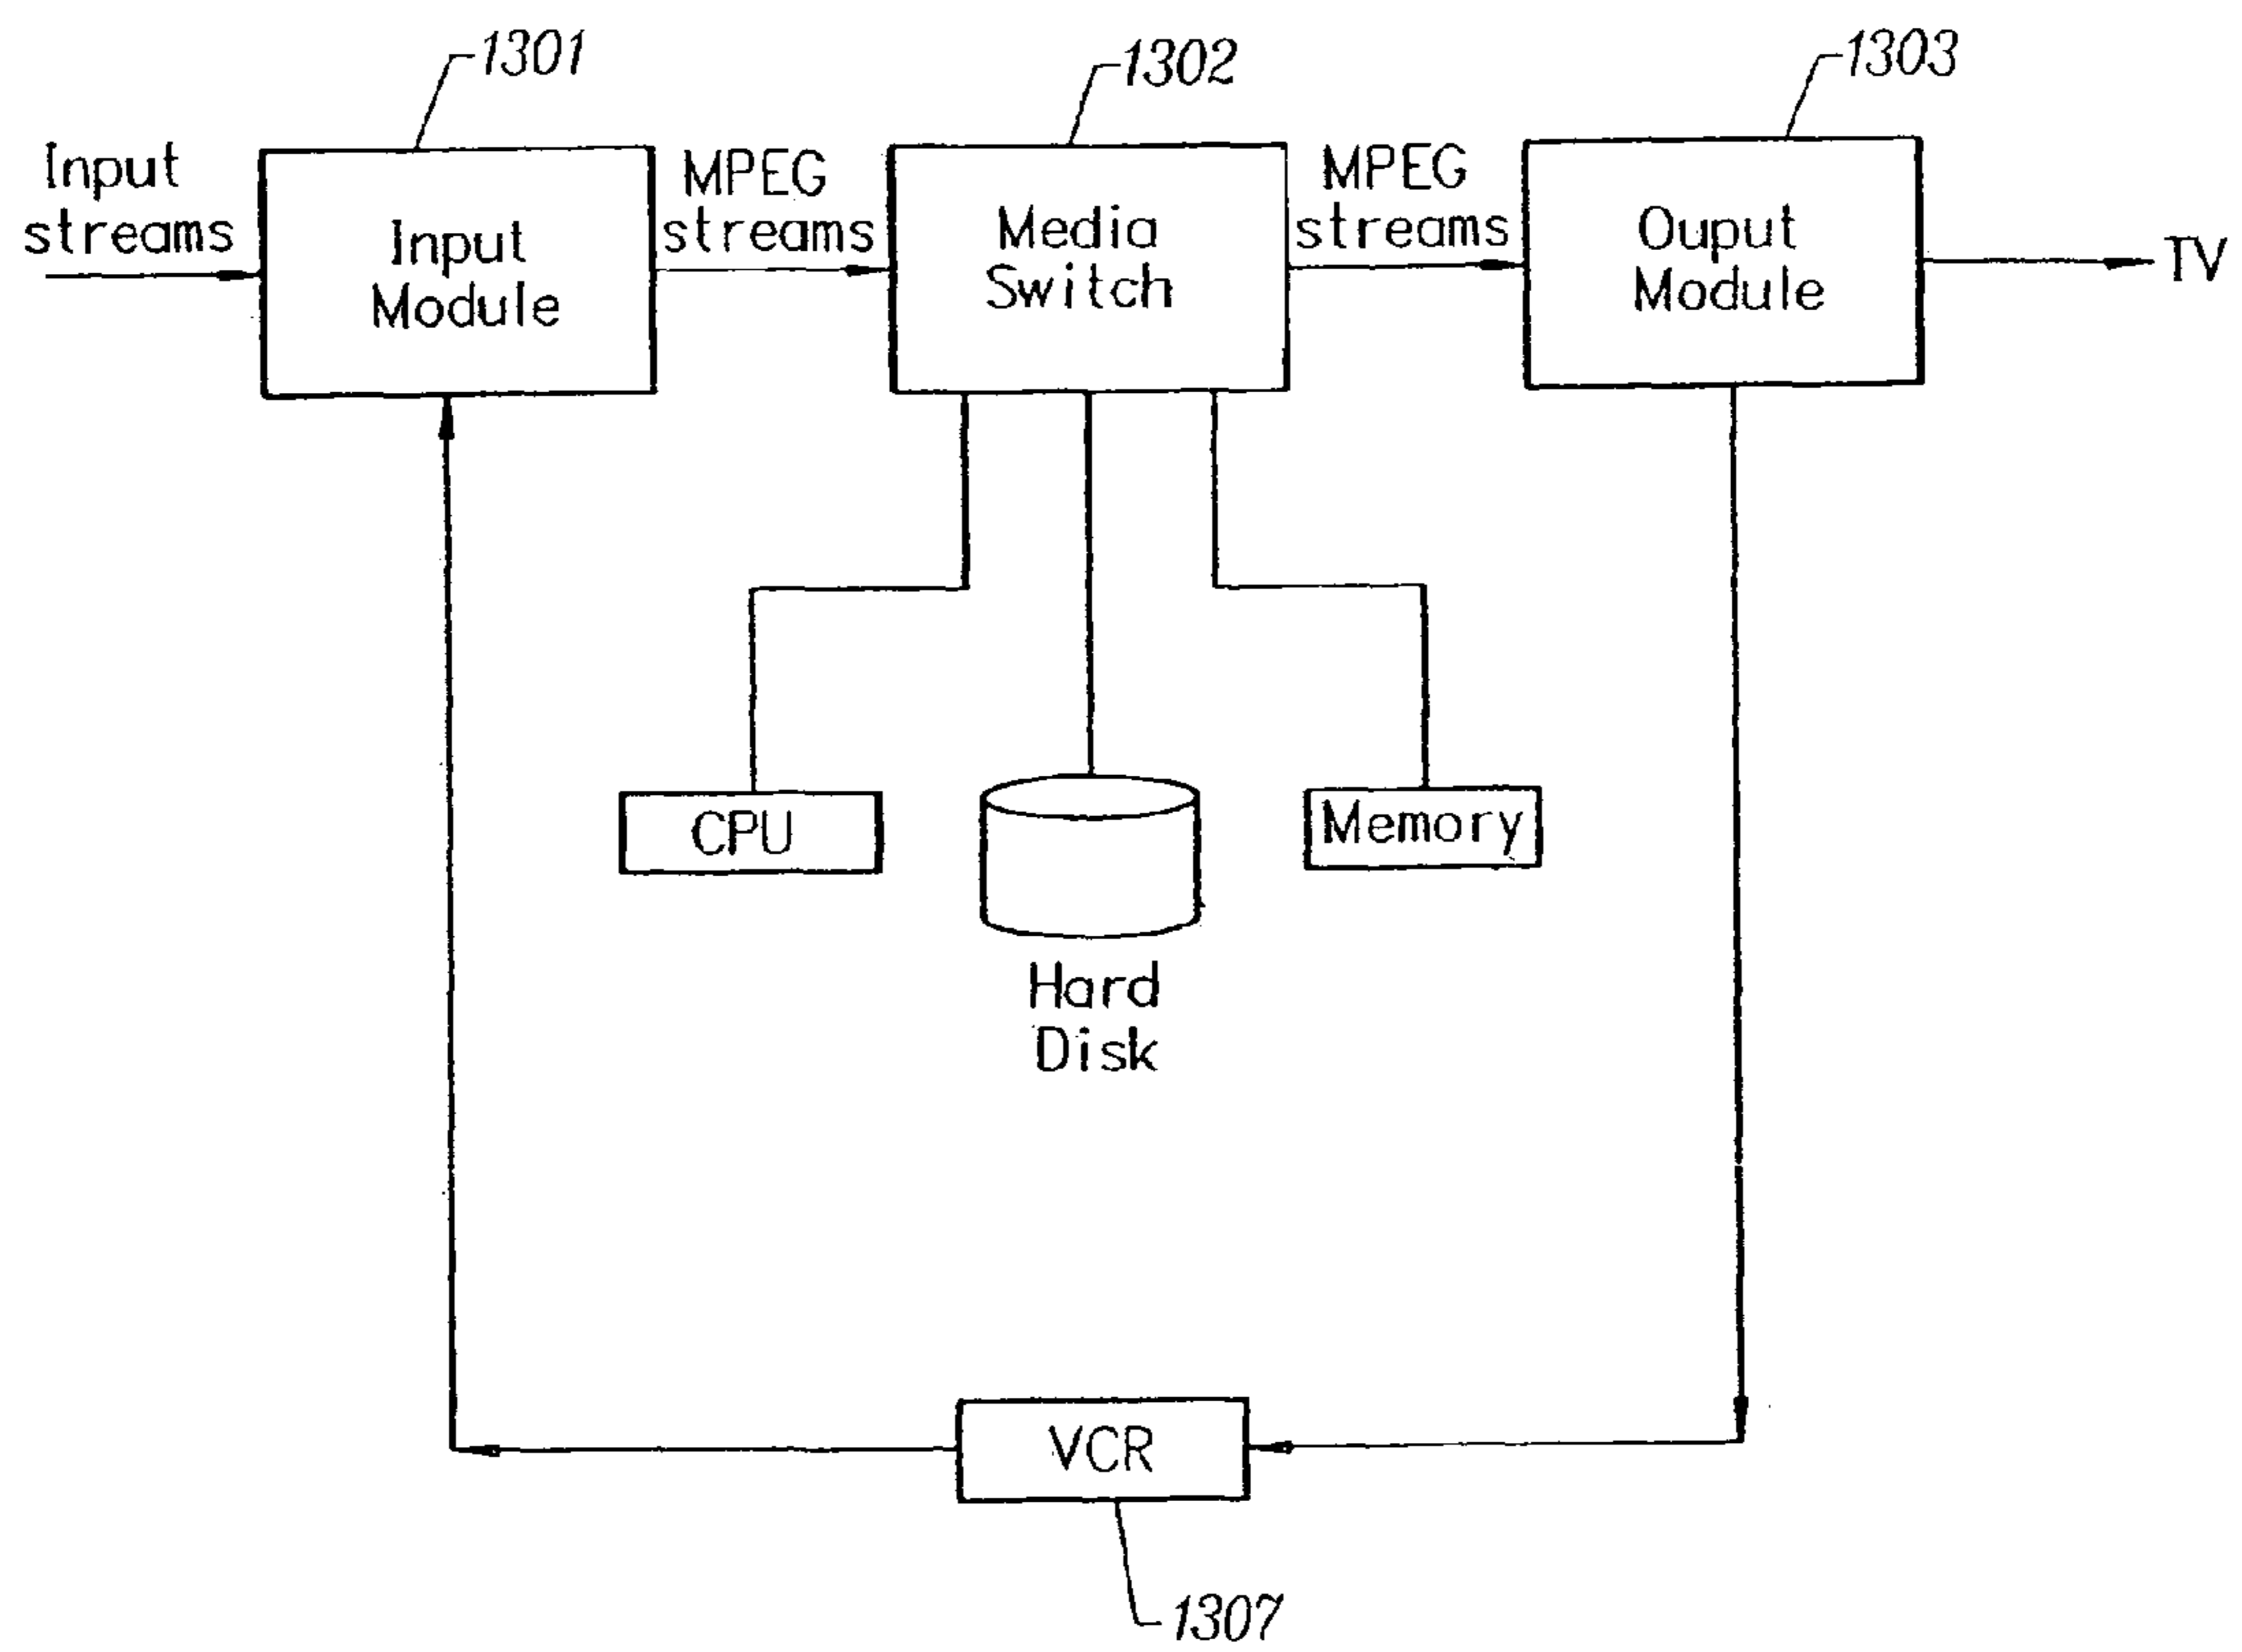 1301
1302
1303
Input
streams
Input
Module
MPEG
streams
Media
Switch
MPEG
streams
Ouput
Module
TV
CPU
Hard
Disk
Memory
VCR
1307